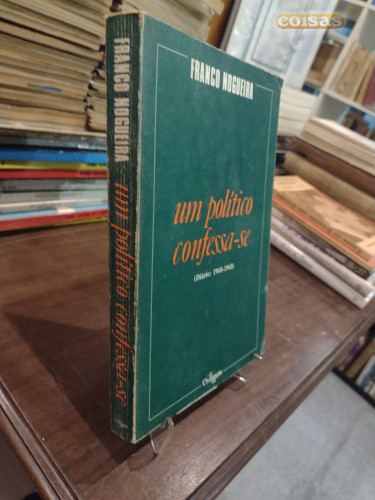 coisas
FRANCO NOGUEIRA
um político
confessa-se
(Diário: 1960-1968)
FRANCO NOGUEIRA
um político confessa-se